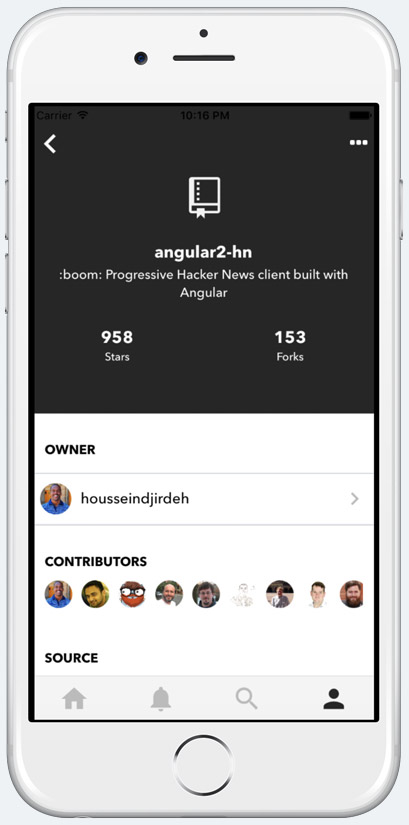 Carrier 10:16 PM
angular2-hn
:boom: Progressive Hacker News client built with
Angular
958 153
Stars Forks
OWNER
housseindjirdeh
CONTRIBUTORS
SOURCE